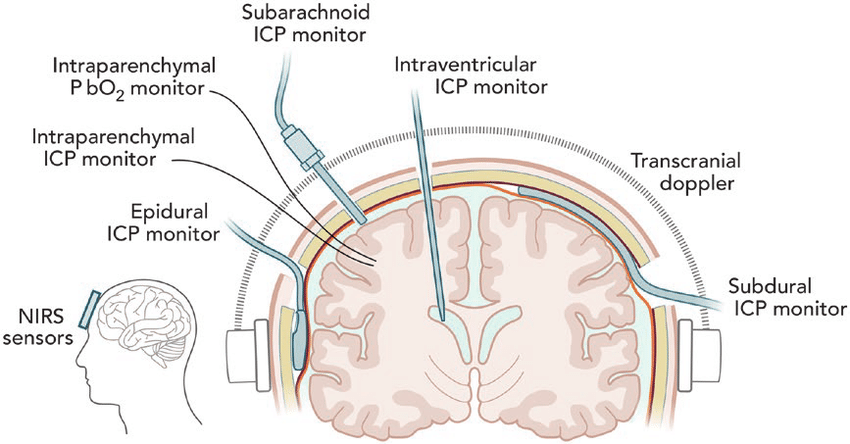 Subarachnoid
ICP monitor
Intraparenchymal
P bO₂ monitor
Intraventricular
ICP monitor
Intraparenchymal
ICP monitor
Transcranial
doppler
Epidural
ICP monitor
Subdural
ICP monitor
NIRS
sensors